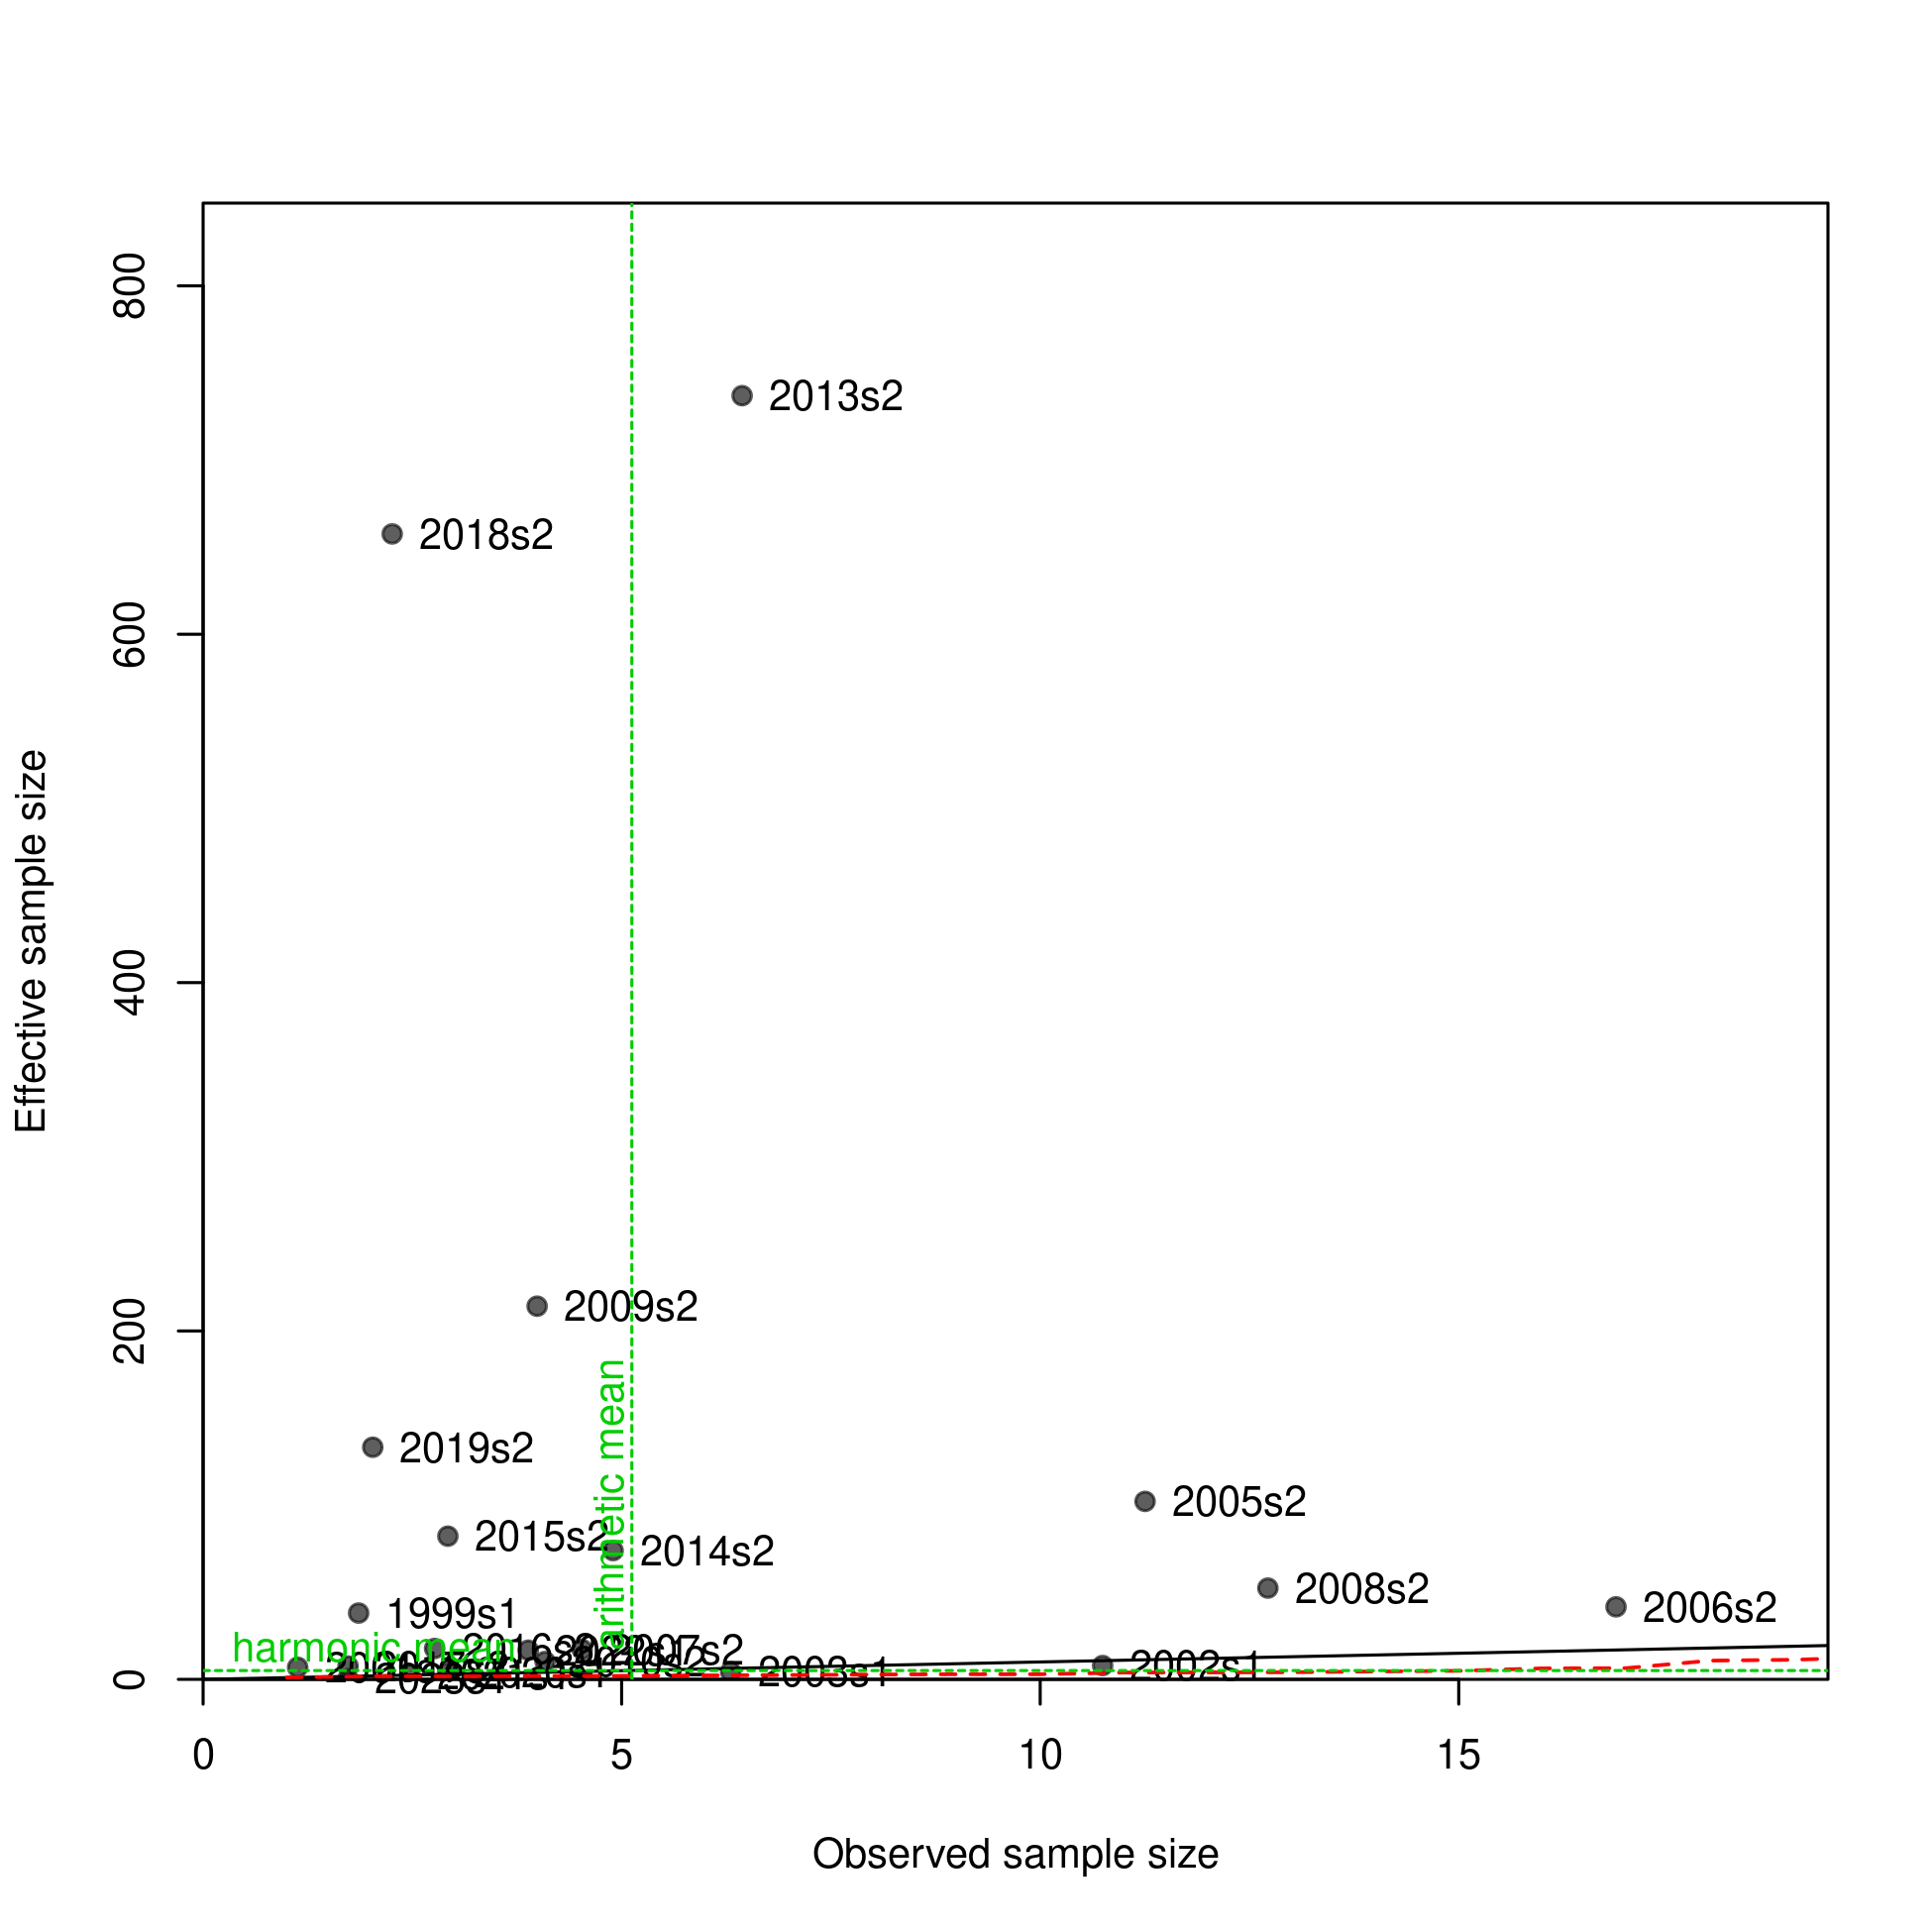 800
600
400
200
0
Effective sample size
2013s2
2018s2
2009s2
arithmetic mean
2019s2
2005s2
2015s2
2014s2
2008s2
2006s2
1999s1
harmonic mean
2002s1
2003s1
0
5
10
15
Observed sample size